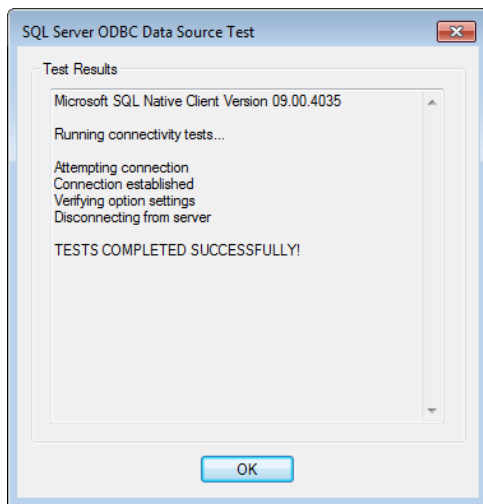 SQL Server ODBC Data Source Test
Test Results
Microsoft SQL Native Client Version 09.00.4035
Running connectivity tests...
Attempting connection
Connection established
Verifying option settings
Disconnecting from server
TESTS COMPLETED SUCCESSFULLY!
OK